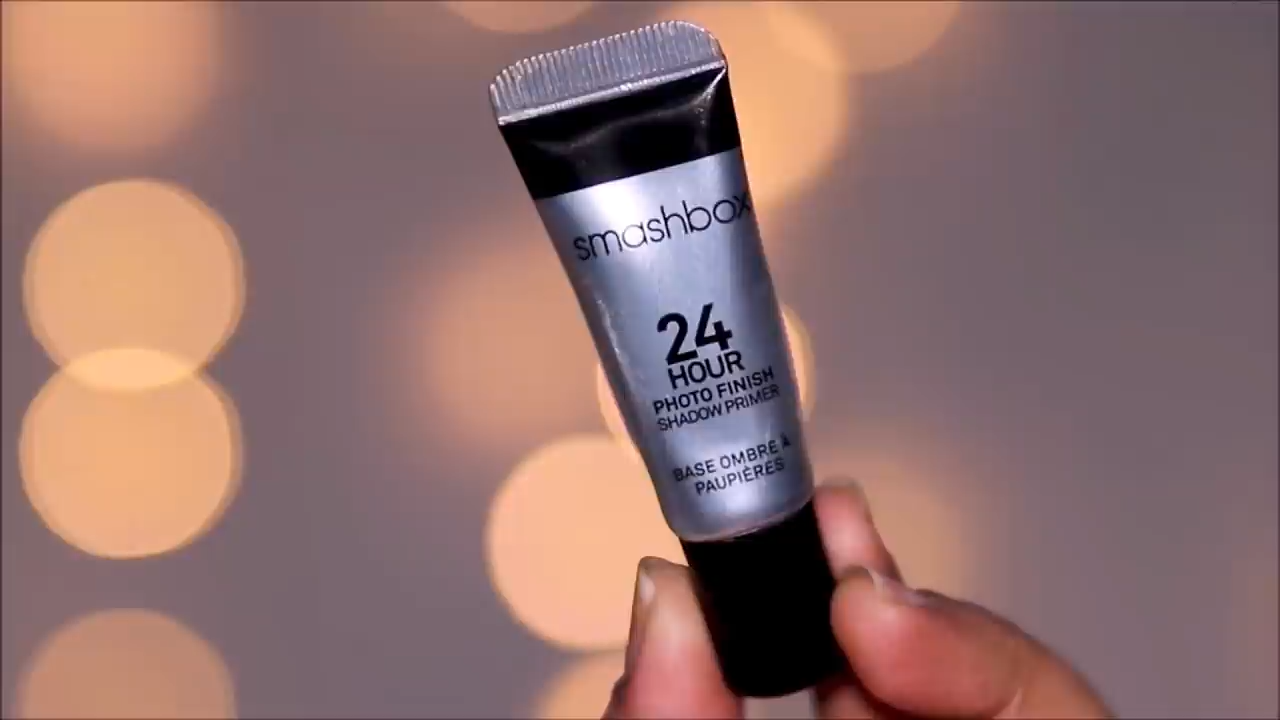 smashbox
24
HOUR
PHOTO FINISH
SHADOW PRIMER
BASE OMBRE À
PAUPIÈRES